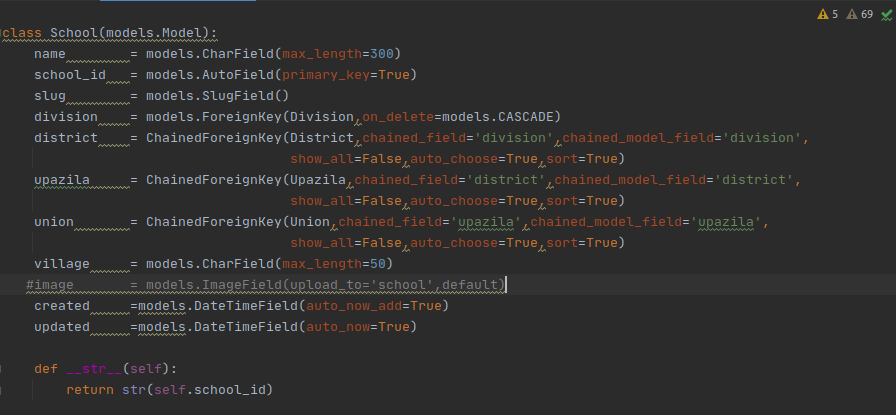 5 69
class School(models.Model):
    name        = models.CharField(max_length=300)
    school_id   = models.AutoField(primary_key=True)
    slug        = models.SlugField()
    division    = models.ForeignKey(Division,on_delete=models.CASCADE)
    district    = ChainedForeignKey(District,chained_field='division',chained_model_field='division',
                                show_all=False,auto_choose=True,sort=True)
    upazila     = ChainedForeignKey(Upazila,chained_field='district',chained_model_field='district',
                                show_all=False,auto_choose=True,sort=True)
    union       = ChainedForeignKey(Union,chained_field='upazila',chained_model_field='upazila',
                                show_all=False,auto_choose=True,sort=True)
    village     = models.CharField(max_length=50)
   #image       = models.ImageField(upload_to='school',default)
    created     =models.DateTimeField(auto_now_add=True)
    updated     =models.DateTimeField(auto_now=True)
    def __str__(self):
        return str(self.school_id)